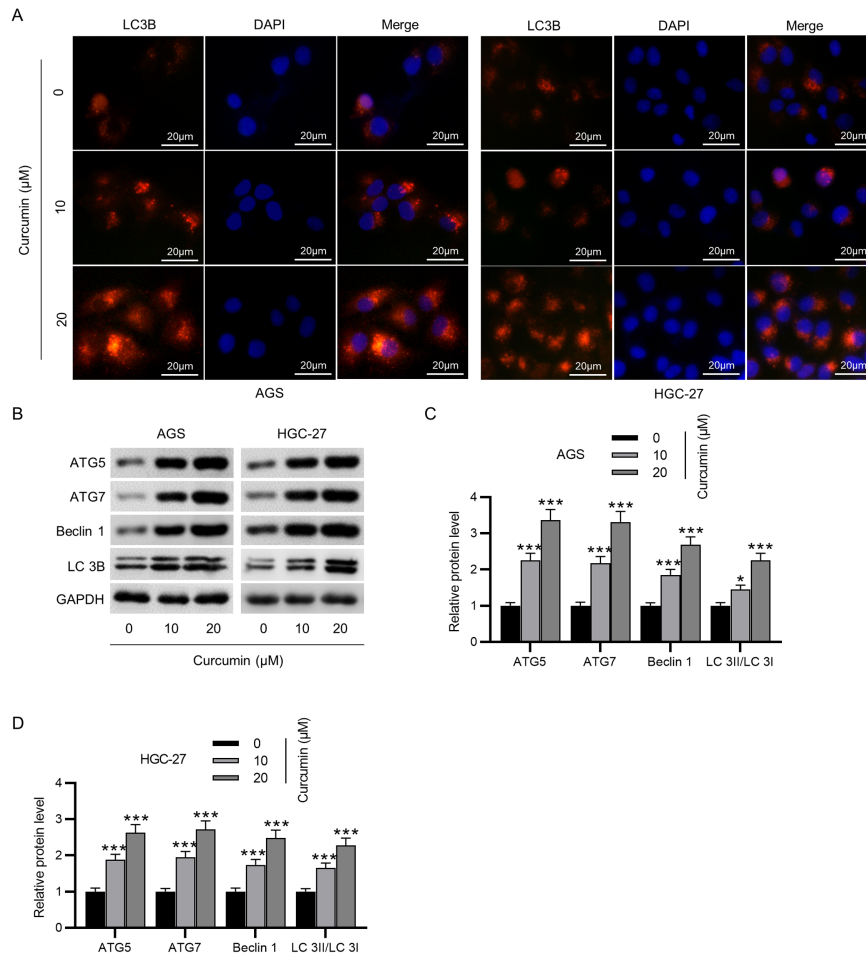 A
LC3B DAPI Merge LC3B DAPI Merge
Curcumin (μM)
0
20μm 20μm 20μm 20μm 20μm 20μm
10
20μm 20μm 20μm 20μm 20μm 20μm
20
20μm 20μm 20μm 20μm 20μm 20μm
AGS HGC-27
B
AGS HGC-27
ATG5
ATG7
Beclin 1
LC 3B
GAPDH
0 10 20 0 10 20
Curcumin (μM)
C
AGS
0
10
20
Curcumin (μM)
Relative protein level
4
3
2
1
0
*** *** *** *** *** *** * ***
ATG5 ATG7 Beclin 1 LC 3II/LC 3I
D
HGC-27
0
10
20
Curcumin (μM)
Relative protein level
4
3
2
1
0
*** *** *** *** *** *** *** ***
ATG5 ATG7 Beclin 1 LC 3II/LC 3I